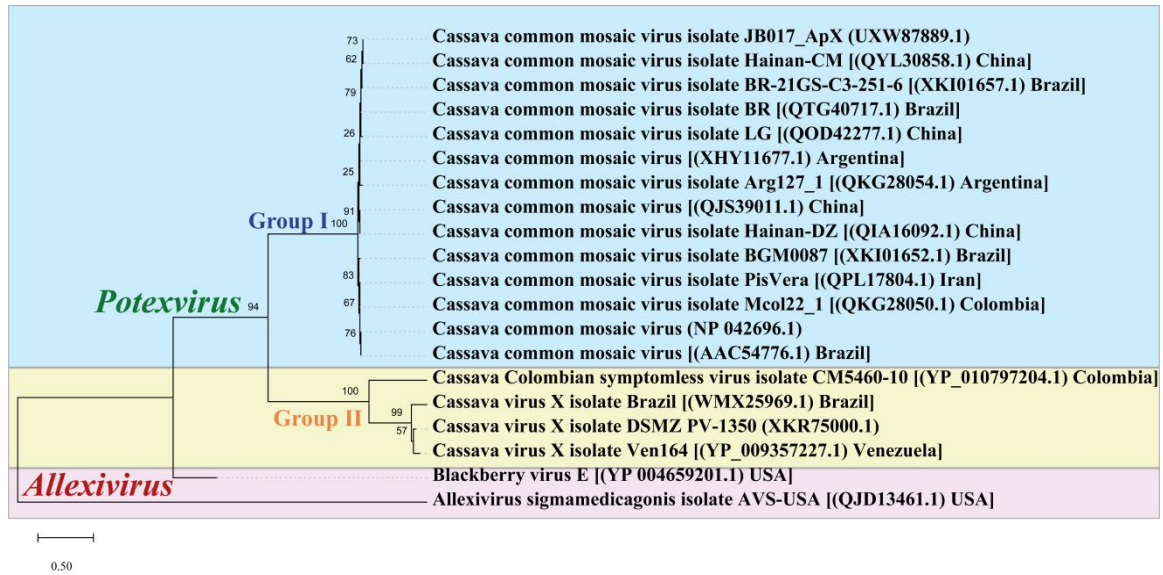 73
Cassava common mosaic virus isolate JB017_ApX (UXW87889.1)
62
Cassava common mosaic virus isolate Hainan-CM [(QYL30858.1) China]
79
Cassava common mosaic virus isolate BR-21GS-C3-251-6 [(XKI01657.1) Brazil]
Cassava common mosaic virus isolate BR [(QTG40717.1) Brazil]
26
Cassava common mosaic virus isolate LG [(QOD42277.1) China]
Cassava common mosaic virus [(XHY11677.1) Argentina]
25
Cassava common mosaic virus isolate Arg127_1 [(QKG28054.1) Argentina]
91
Cassava common mosaic virus [(QJS39011.1) China]
Group I
100
Cassava common mosaic virus isolate Hainan-DZ [(QIA16092.1) China]
Cassava common mosaic virus isolate BGM0087 [(XKI01652.1) Brazil]
83
Cassava common mosaic virus isolate PisVera [(QPL17804.1) Iran]
Potexvirus
94
67
Cassava common mosaic virus isolate Mcol22_1 [(QKG28050.1) Colombia]
76
Cassava common mosaic virus (NP 042696.1)
Cassava common mosaic virus [(AAC54776.1) Brazil]
100
Cassava Colombian symptomless virus isolate CM5460-10 [(YP_010797204.1) Colombia]
Group II
99
Cassava virus X isolate Brazil [(WMX25969.1) Brazil]
57
Cassava virus X isolate DSMZ PV-1350 (XKR75000.1)
Cassava virus X isolate Ven164 [(YP_009357227.1) Venezuela]
Allexivirus
Blackberry virus E [(YP 004659201.1) USA]
Allexivirus sigmamedicagonis isolate AVS-USA [(QJD13461.1) USA]
0.50